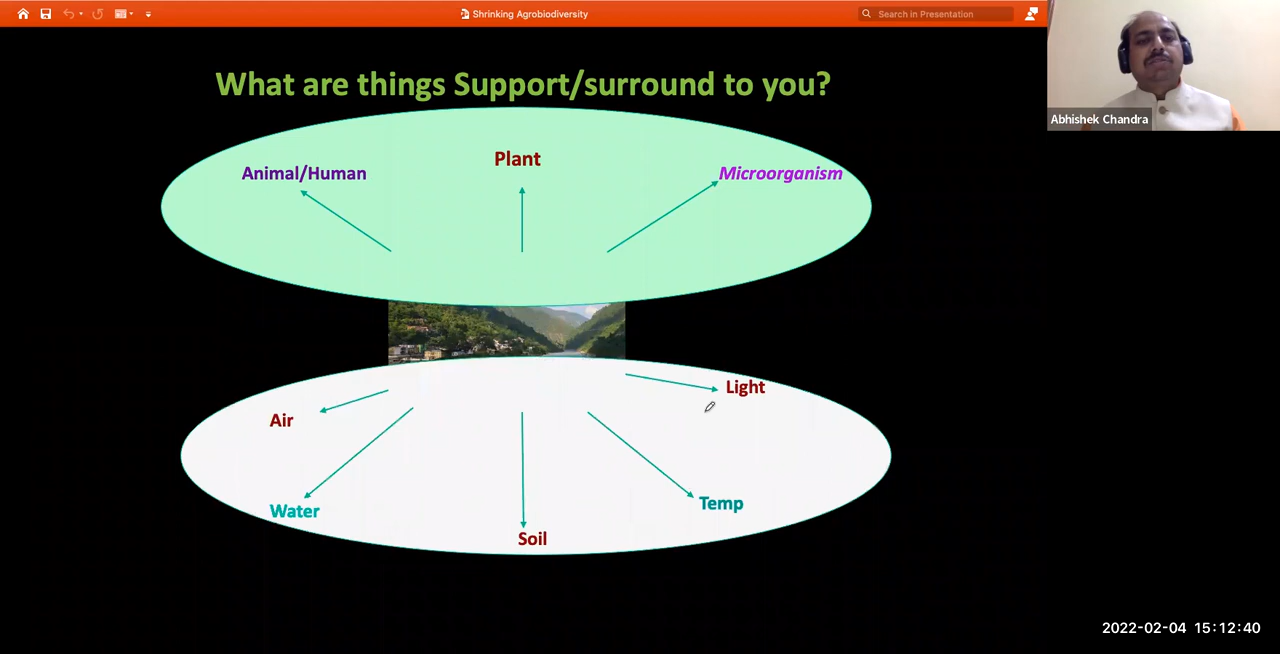 Shrinking Agrobiodiversity
Search in Presentation
What are things Support/surround to you?
Plant
Animal/Human
Microorganism
Light
Air
Temp
Water
Soil
Abhishek Chandra
2022-02-04 15:12:40